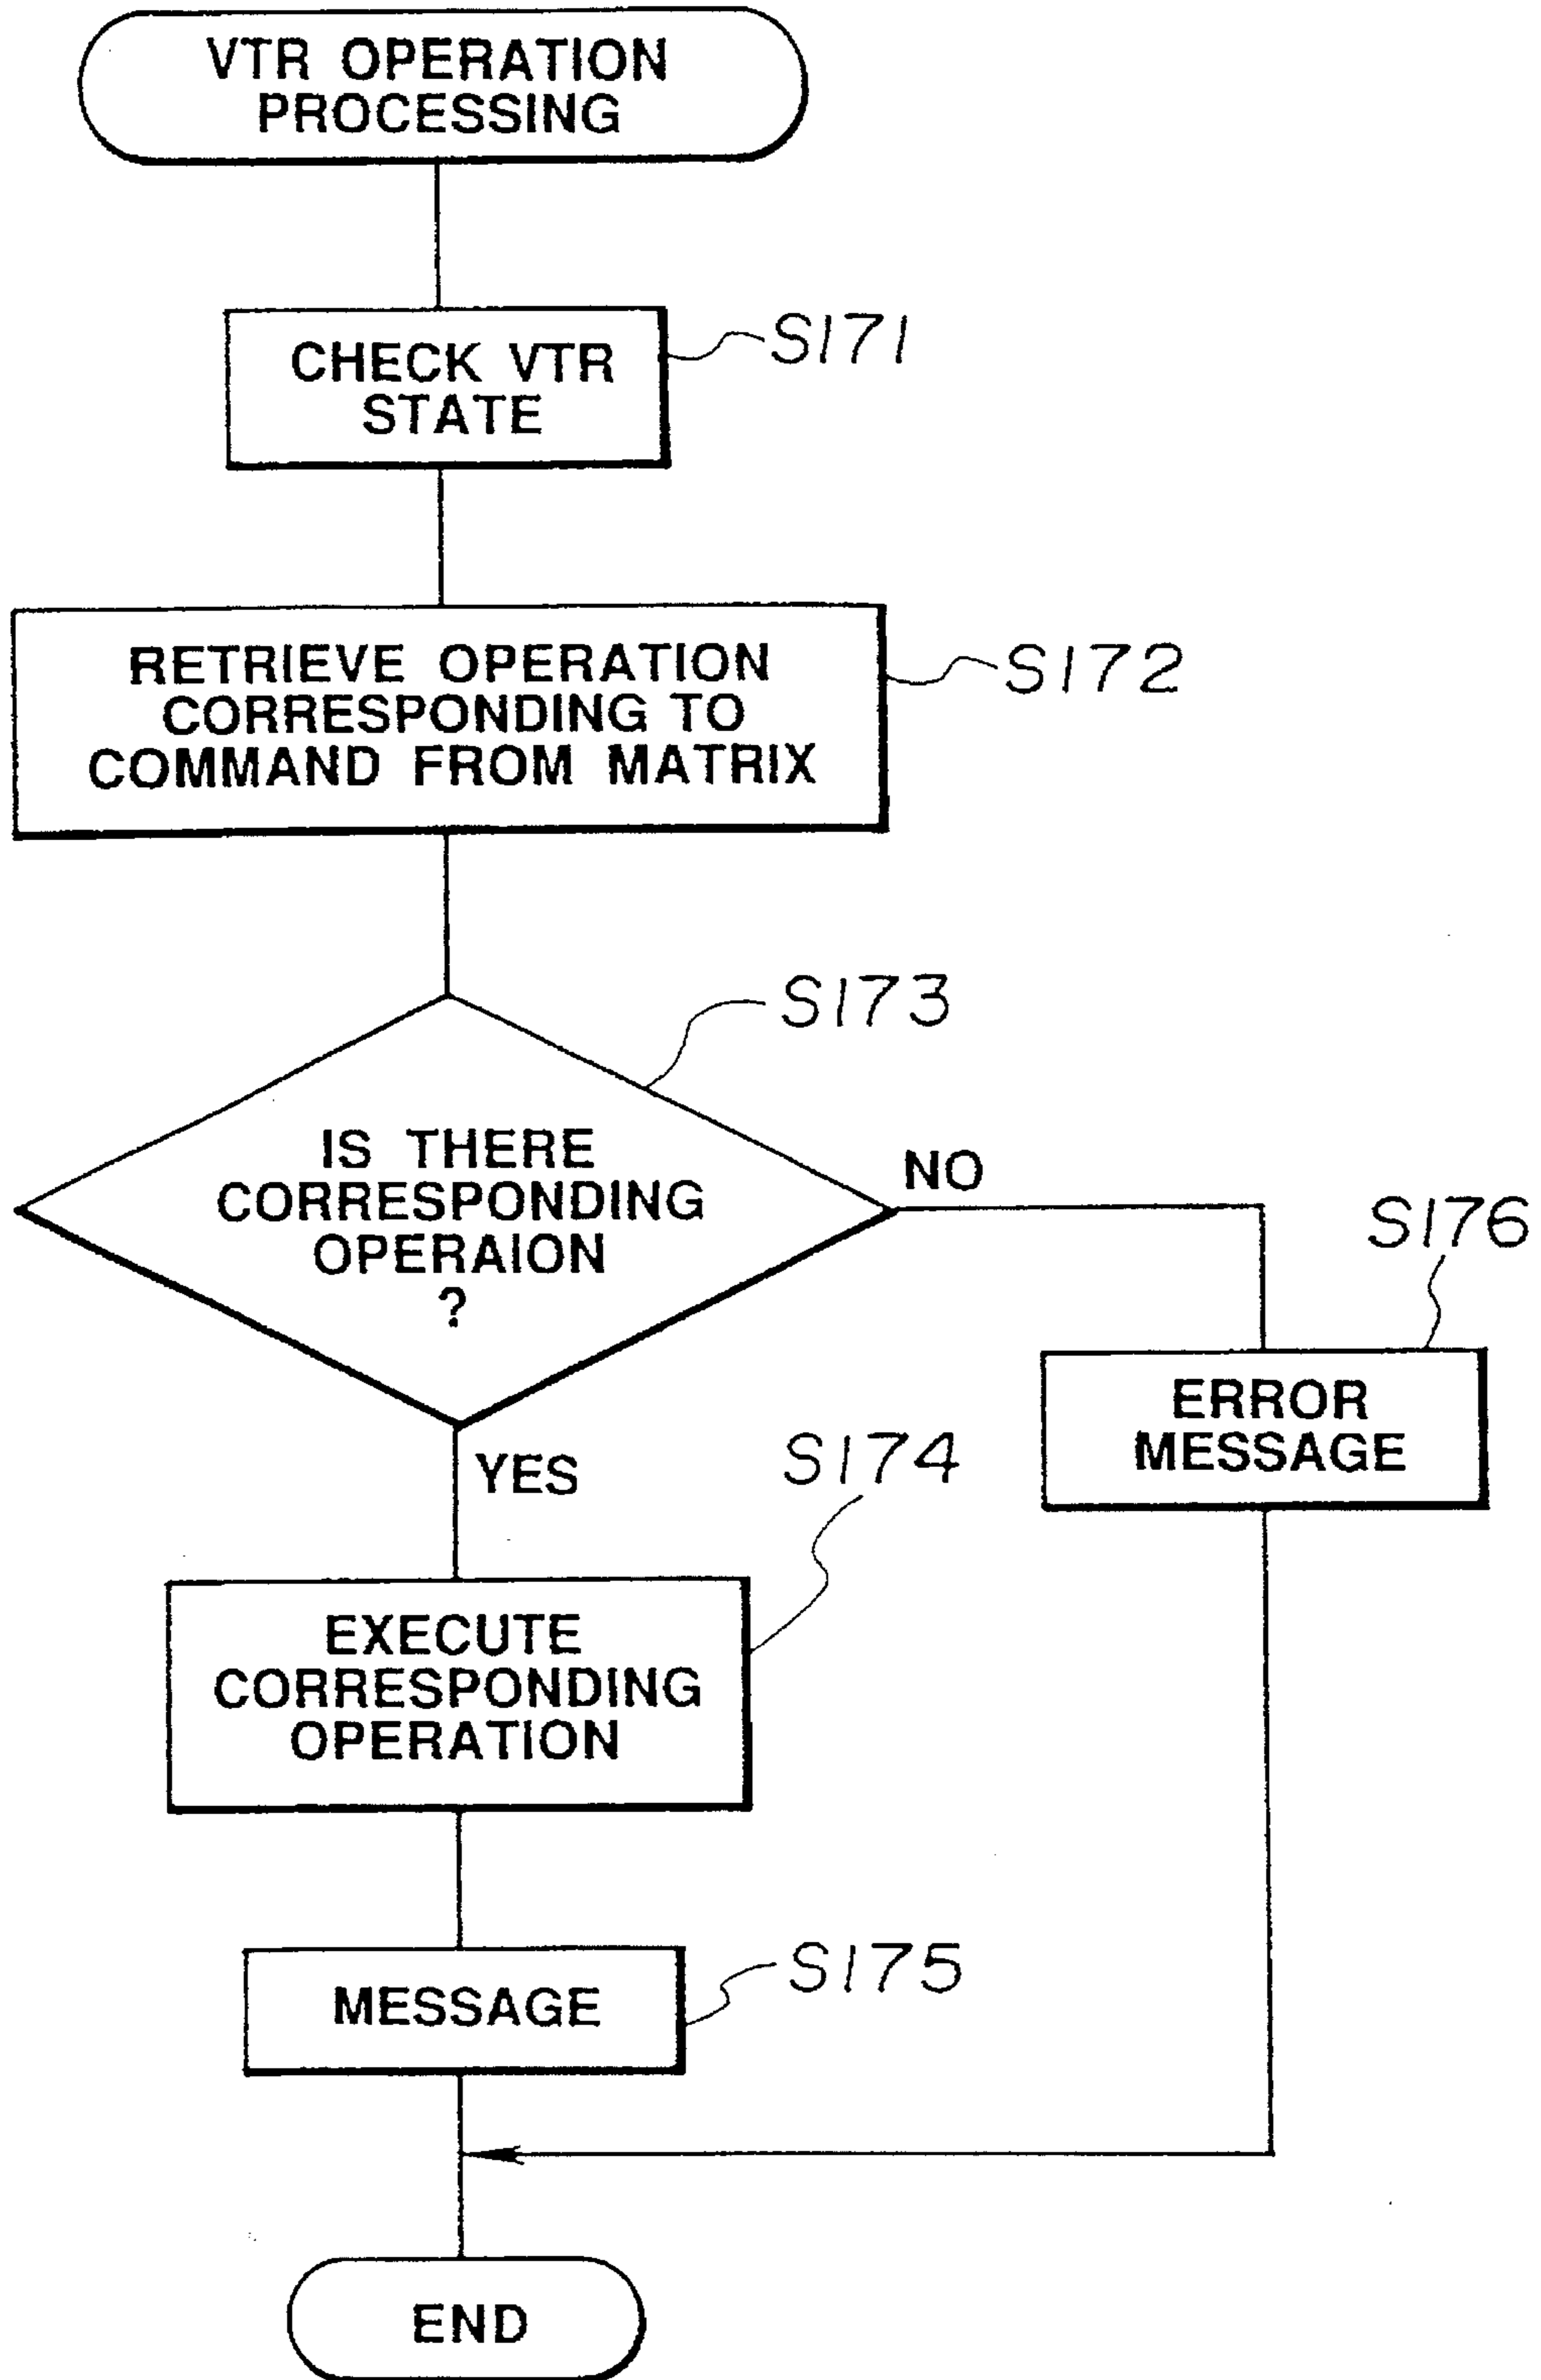 VTR OPERATION
PROCESSING
CHECK VTR
STATE
S171
RETRIEVE OPERATION
CORRESPONDING TO
COMMAND FROM MATRIX
S172
S173
IS THERE
CORRESPONDING
OPERAION
?
NO
S176
ERROR
MESSAGE
YES
S174
EXECUTE
CORRESPONDING
OPERATION
MESSAGE
S175
END